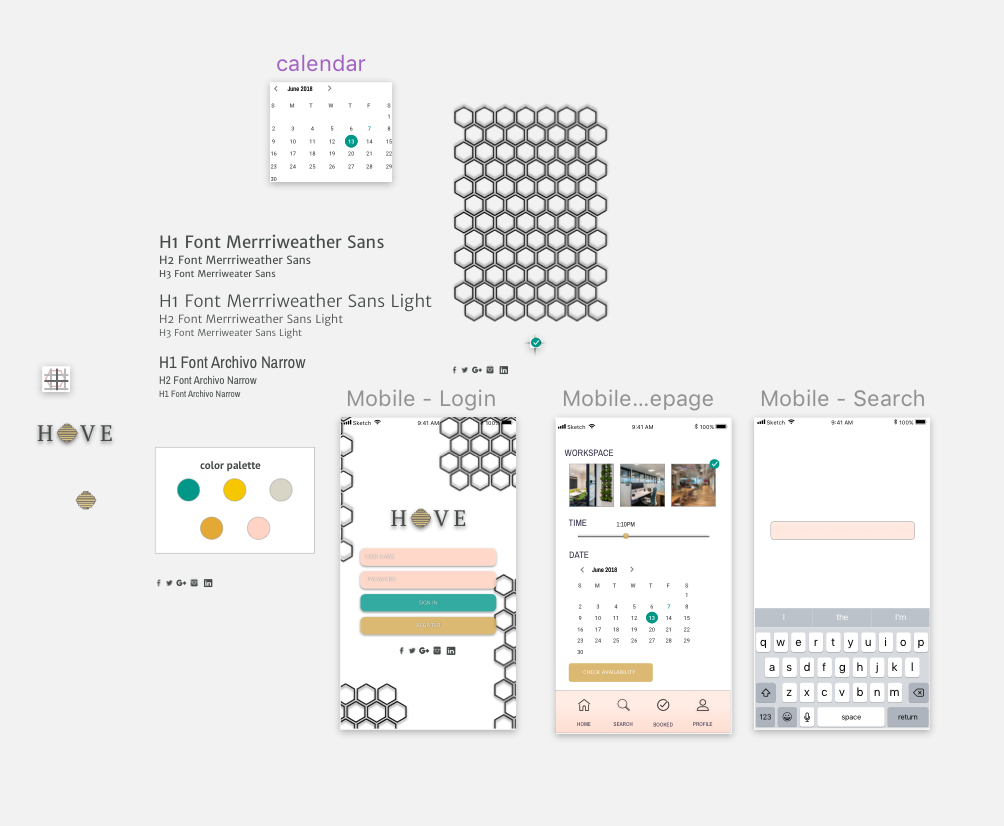 calendar
June 2018
S M T W T F S
1
2 3 4 5 6 7 8
9 10 11 12 13 14 15
16 17 18 19 20 21 22
23 24 25 26 27 28 29
30
H1 Font Merrriweather Sans
H2 Font Merrriweather Sans
H3 Font Merriweater Sans
H1 Font Merrriweather Sans Light
H2 Font Merrriweather Sans Light
H3 Font Merriweater Sans Light
H1 Font Archivo Narrow
H2 Font Archivo Narrow
H1 Font Archivo Narrow
HOVE
color palette
Mobile - Login
Sketch 9:41 AM 100%
HOVE
USER NAME
PASSWORD
SIGN IN
REGISTER
Mobile...epage
Sketch 9:41 AM 100%
WORKSPACE
TIME
1:10PM
DATE
June 2018
S M T W T F S
1
2 3 4 5 6 7 8
9 10 11 12 13 14 15
16 17 18 19 20 21 22
23 24 25 26 27 28 29
30
CHECK AVAILABILITY
HOME SEARCH BOOKED PROFILE
Mobile - Search
Sketch 9:41 AM 100%
I the I'm
q w e r t y u i o p
a s d f g h j k l
z x c v b n m
123 space return